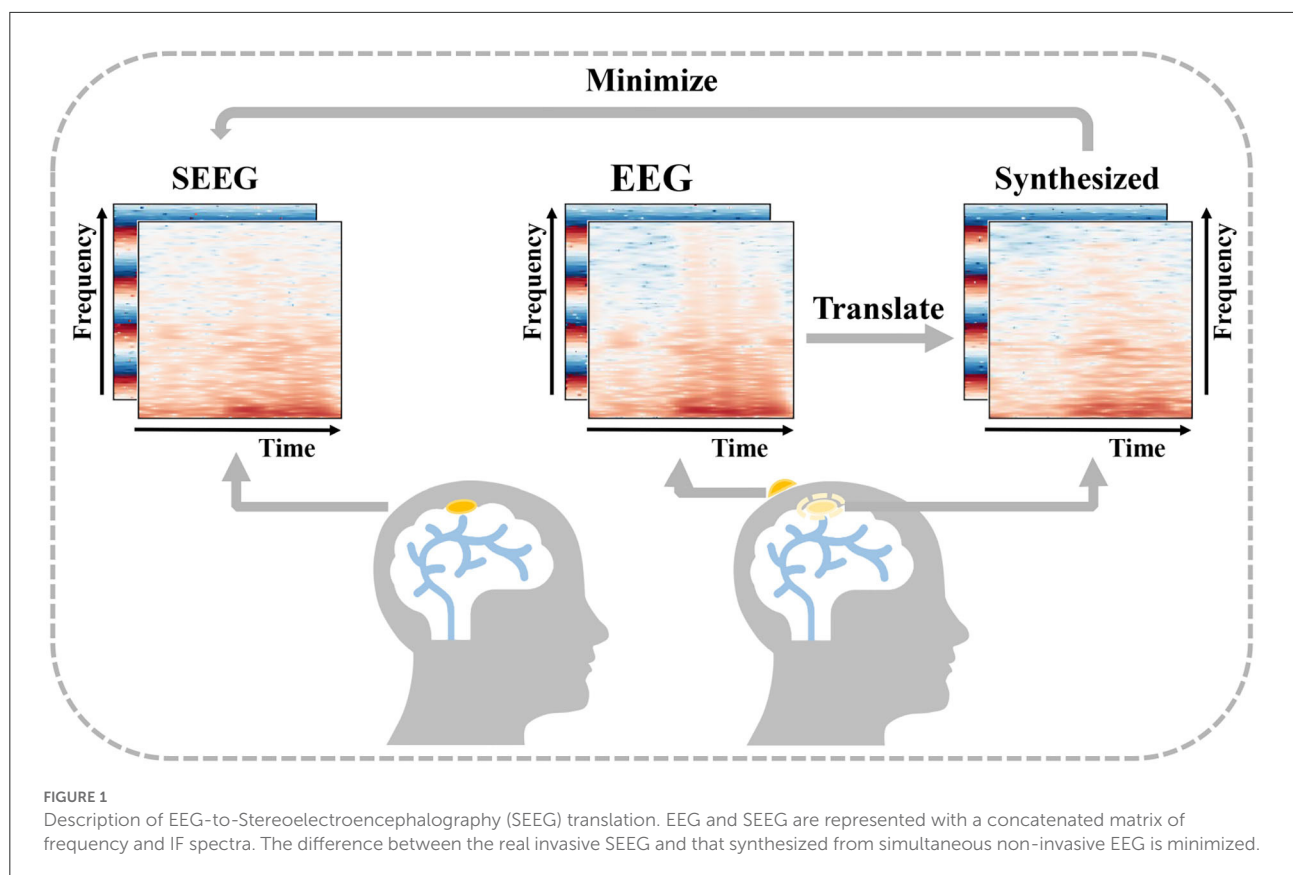 Minimize
SEEG
EEG
Synthesized
Frequency
Frequency
Translate
Frequency
Time
Time
Time
FIGURE 1
Description of EEG-to-Stereoelectroencephalography (SEEG) translation. EEG and SEEG are represented with a concatenated matrix of
frequency and IF spectra. The difference between the real invasive SEEG and that synthesized from simultaneous non-invasive EEG is minimized.